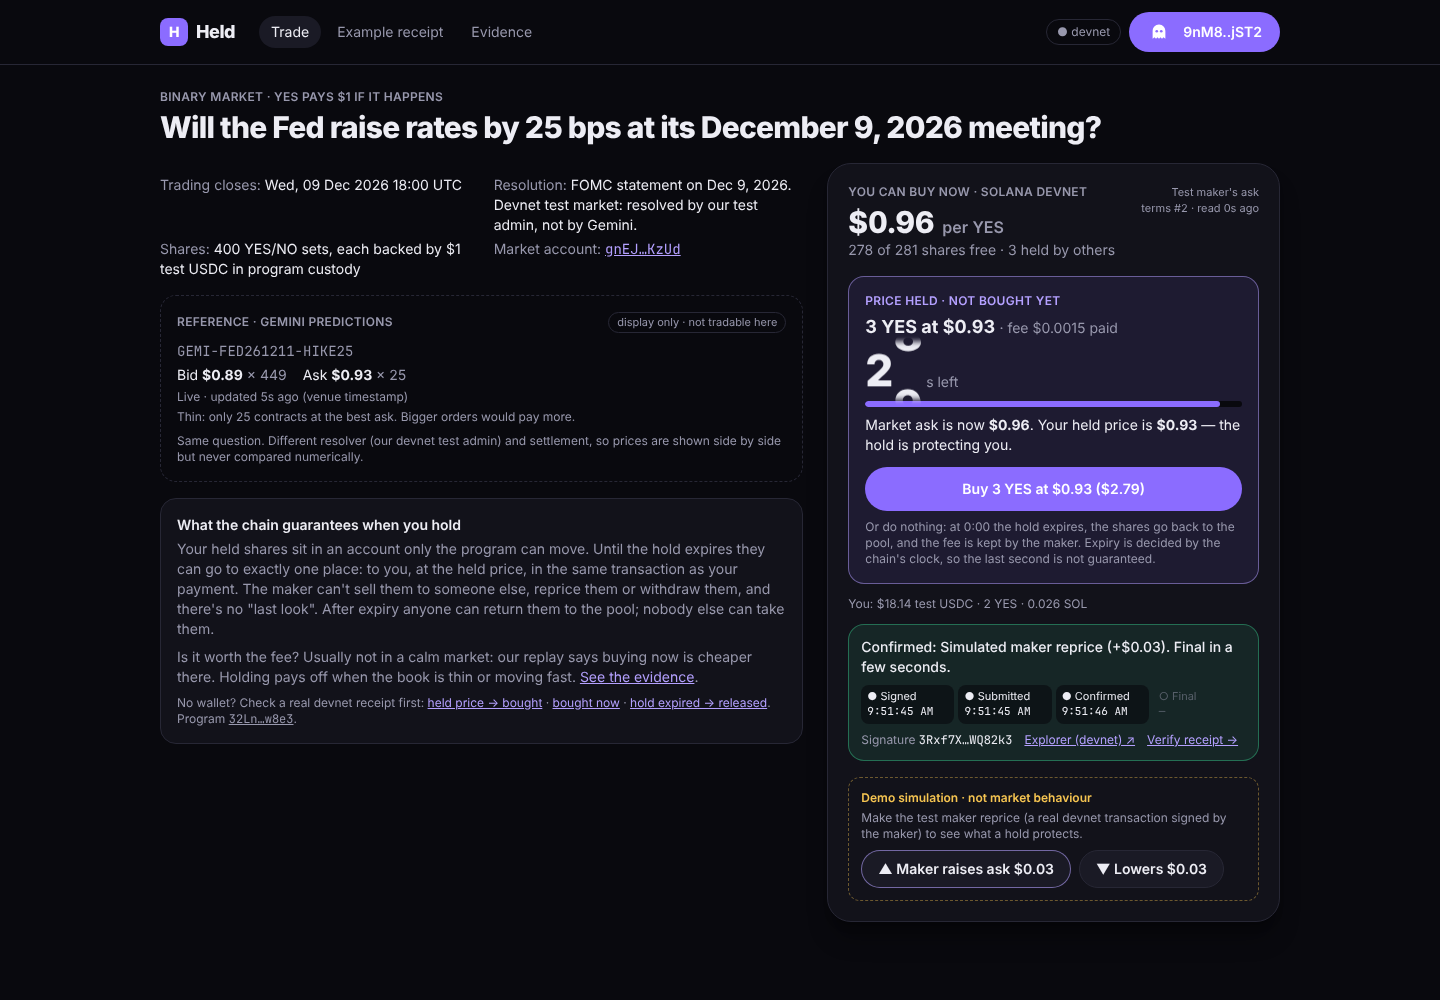 H Held
Trade
Example receipt
Evidence
devnet
9nM8..jST2
BINARY MARKET · YES PAYS $1 IF IT HAPPENS
Will the Fed raise rates by 25 bps at its December 9, 2026 meeting?
Trading closes: Wed, 09 Dec 2026 18:00 UTC
Resolution: FOMC statement on Dec 9, 2026.
Devnet test market: resolved by our test
admin, not by Gemini.
Shares: 400 YES/NO sets, each backed by $1
test USDC in program custody
Market account: gnEJ…KzUd
REFERENCE · GEMINI PREDICTIONS
display only · not tradable here
GEMI-FED261211-HIKE25
Bid $0.89 × 449 Ask $0.93 × 25
Live · updated 5s ago (venue timestamp)
Thin: only 25 contracts at the best ask. Bigger orders would pay more.
Same question. Different resolver (our devnet test admin) and settlement, so prices are shown side by side
but never compared numerically.
What the chain guarantees when you hold
Your held shares sit in an account only the program can move. Until the hold expires they
can go to exactly one place: to you, at the held price, in the same transaction as your
payment. The maker can't sell them to someone else, reprice them or withdraw them, and
there's no "last look". After expiry anyone can return them to the pool; nobody else can take
them.
Is it worth the fee? Usually not in a calm market: our replay says buying now is cheaper
there. Holding pays off when the book is thin or moving fast. See the evidence.
No wallet? Check a real devnet receipt first: held price → bought · bought now · hold expired → released.
Program 32Ln…w8e3.
YOU CAN BUY NOW · SOLANA DEVNET
Test maker's ask
terms #2 · read 0s ago
$0.96 per YES
278 of 281 shares free · 3 held by others
PRICE HELD · NOT BOUGHT YET
3 YES at $0.93 · fee $0.0015 paid
2
s left
Market ask is now $0.96. Your held price is $0.93 — the
hold is protecting you.
Buy 3 YES at $0.93 ($2.79)
Or do nothing: at 0:00 the hold expires, the shares go back to the
pool, and the fee is kept by the maker. Expiry is decided by the
chain's clock, so the last second is not guaranteed.
You: $18.14 test USDC · 2 YES · 0.026 SOL
Confirmed: Simulated maker reprice (+$0.03). Final in a
few seconds.
Signed
9:51:45 AM
Submitted
9:51:45 AM
Confirmed
9:51:46 AM
Final
–
Signature 3Rxf7X…WQ82k3 Explorer (devnet) ↗ Verify receipt →
Demo simulation · not market behaviour
Make the test maker reprice (a real devnet transaction signed by
the maker) to see what a hold protects.
▲ Maker raises ask $0.03
▼ Lowers $0.03